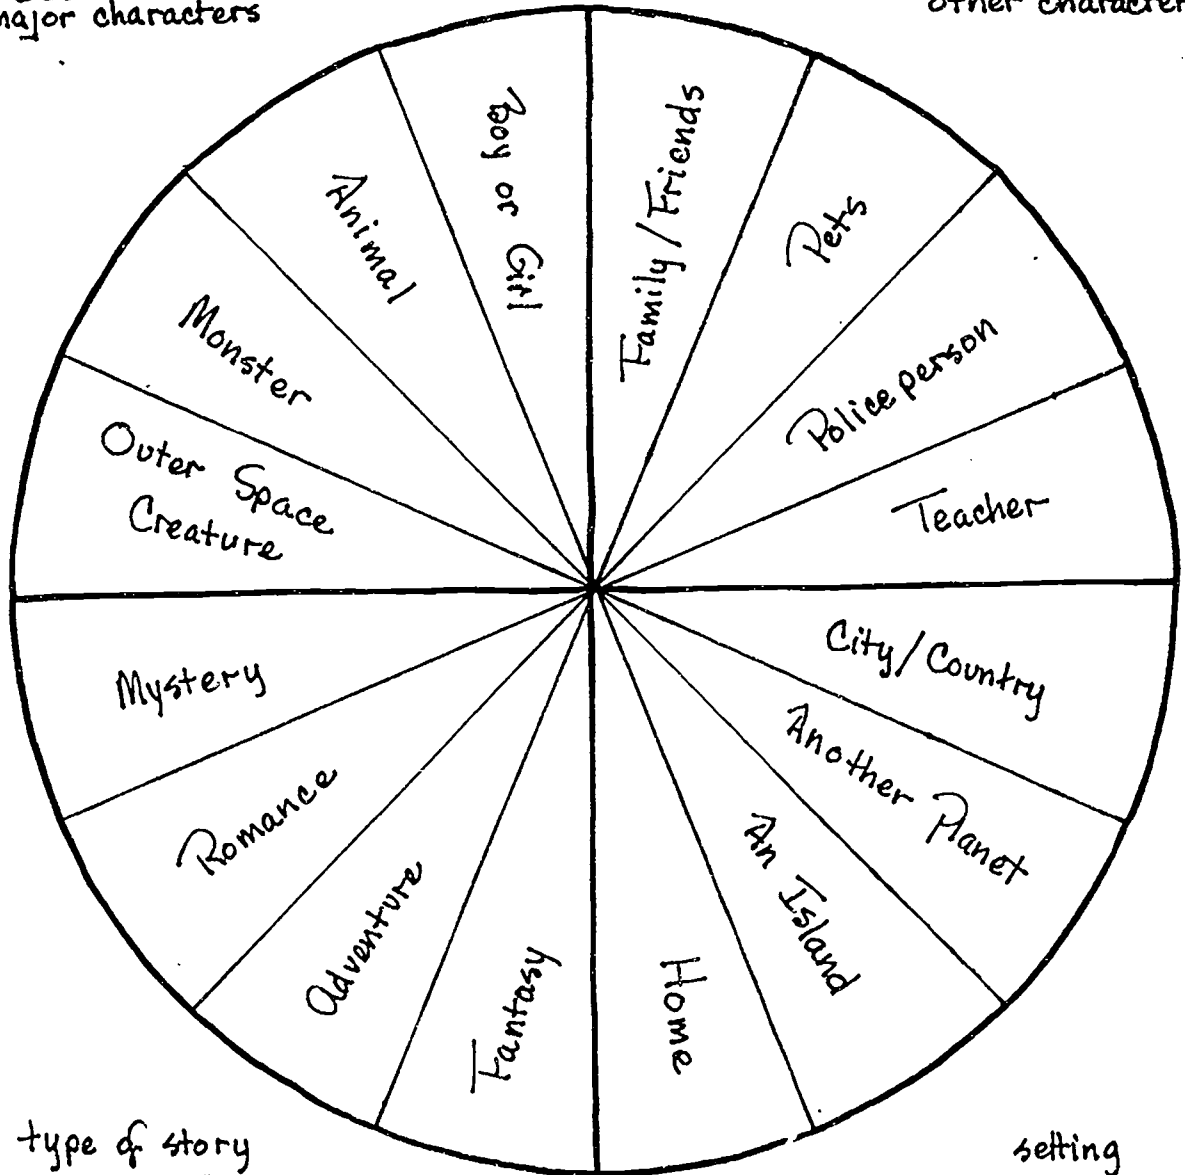 major characters
other character
Boy or Girl
Animal
Monster
Outer Space
Creature
Family/Friends
Pets
Police person
Teacher
Mystery
Romance
Adventure
Fantasy
City/Country
Another Planet
An Island
Home
type of story
setting